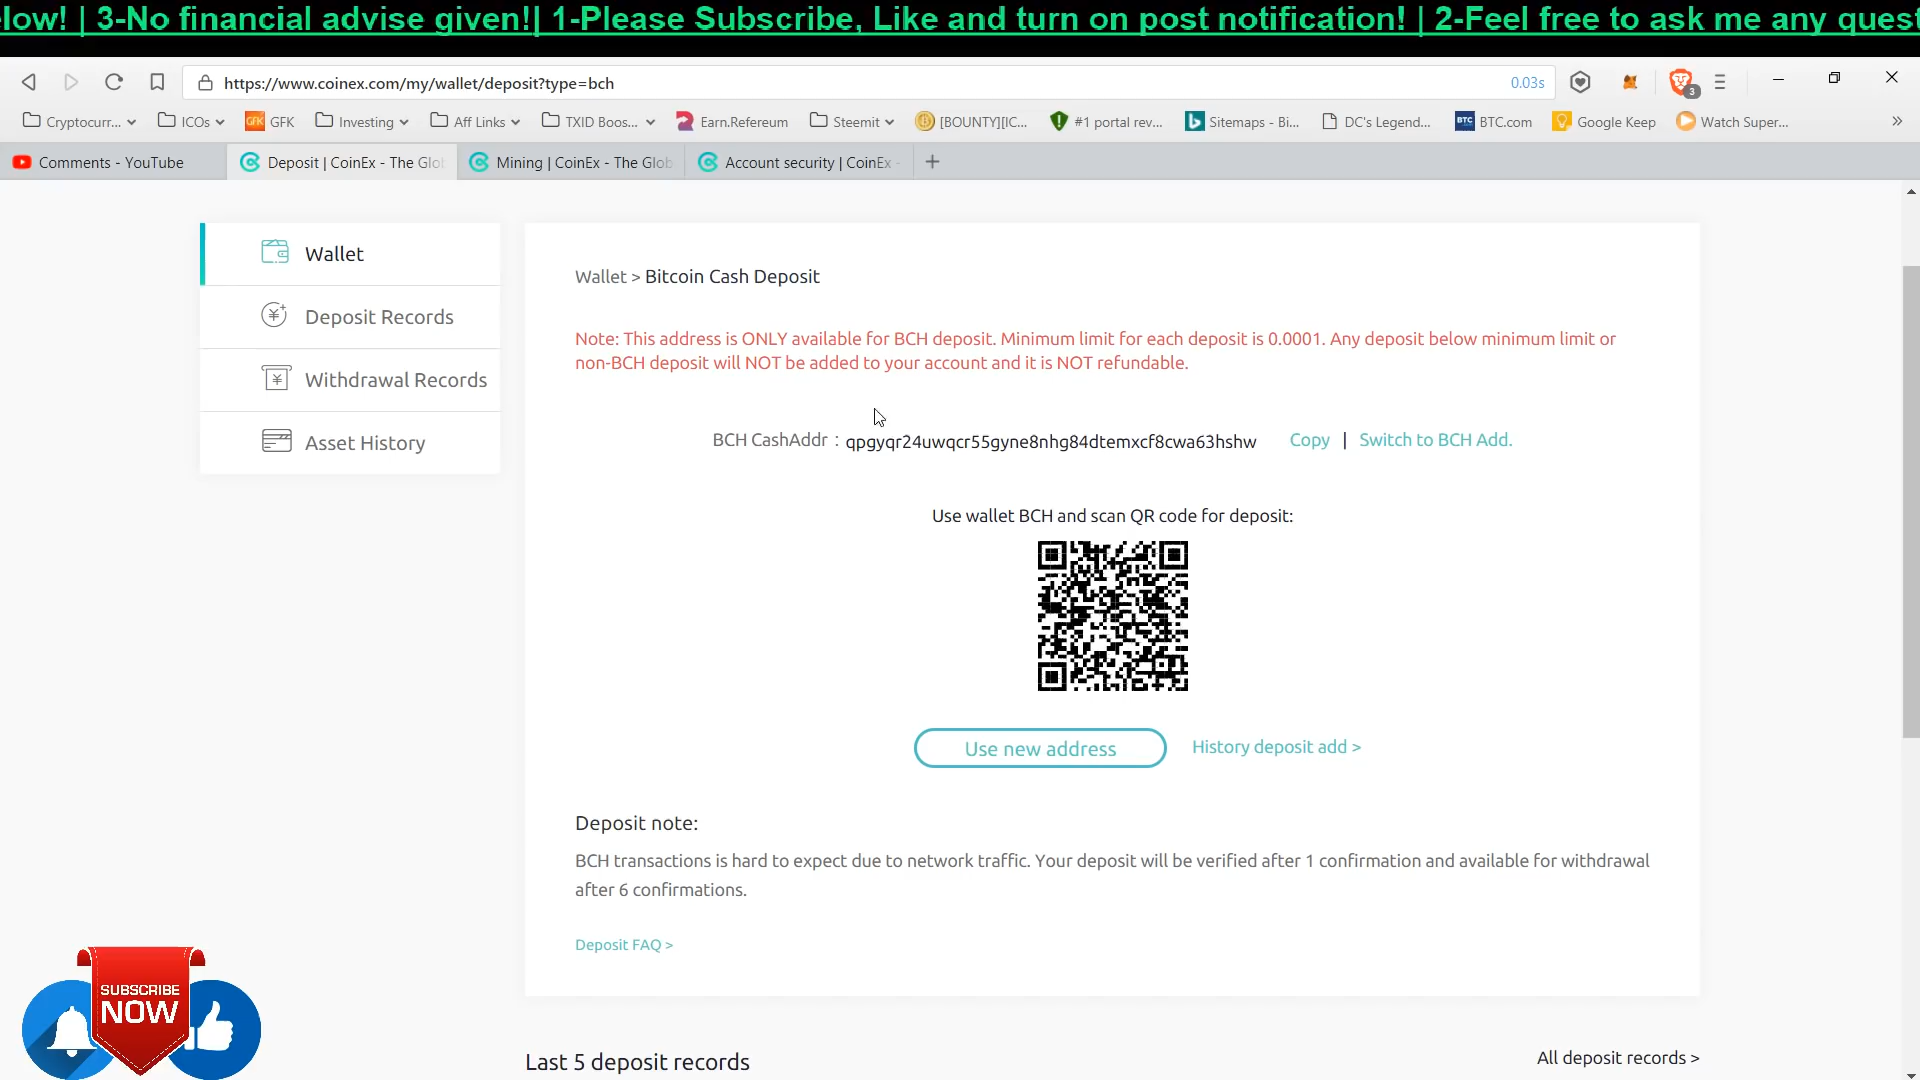 low! | 3-No financial advise given!| 1-Please Subscribe, Like and turn on post notification! | 2-Feel free to ask me any quest
https://www.coinex.com/my/wallet/deposit?type=bch
0.03s
3
Cryptocurr...
ICOs
GFK
GFK
Investing
Aff Links
TXID Boos...
Earn.Refereum
Steemit
[BOUNTY][IC...
#1 portal rev...
Sitemaps - Bi...
DC's Legend...
BTC
BTC.com
Google Keep
Watch Super...
Comments - YouTube
Deposit | CoinEx - The Glo
Mining | CoinEx - The Glob
Account security | CoinEx -
Wallet
Deposit Records
Withdrawal Records
Asset History
Wallet > Bitcoin Cash Deposit
Note: This address is ONLY available for BCH deposit. Minimum limit for each deposit is 0.0001. Any deposit below minimum limit or
non-BCH deposit will NOT be added to your account and it is NOT refundable.
BCH CashAddr : qpgyqr24uwqcr55gyne8nhg84dtemxcf8cwa63hshw Copy | Switch to BCH Add.
Use wallet BCH and scan QR code for deposit:
Use new address
History deposit add >
Deposit note:
BCH transactions is hard to expect due to network traffic. Your deposit will be verified after 1 confirmation and available for withdrawal
after 6 confirmations.
Deposit FAQ >
SUBSCRIBE
NOW
Last 5 deposit records
All deposit records >